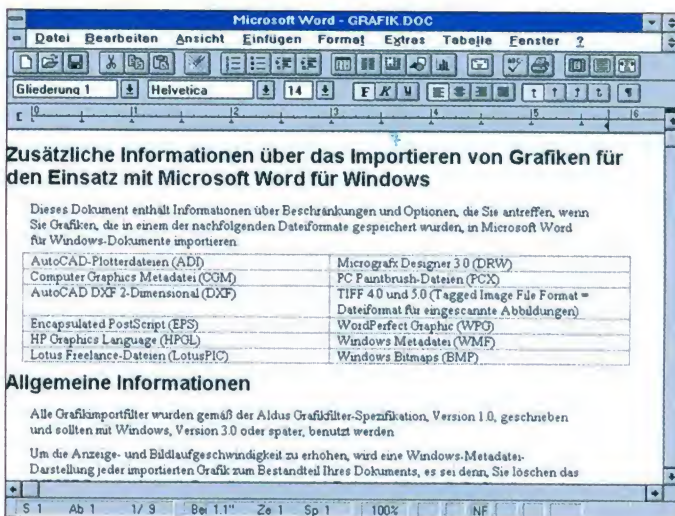 Microsoft Word - GRAFIK.DOC
Datei Bearbeiten Ansicht Einfügen Format Extras Tabelle Fenster ?
Gliederung 1 Helvetica 14 F K U
0 1 2 3 4 5 6
Zusätzliche Informationen über das Importieren von Grafiken für
den Einsatz mit Microsoft Word für Windows
Dieses Dokument enthält Informationen über Beschränkungen und Optionen, die Sie antreffen, wenn
Sie Grafiken, die in einem der nachfolgenden Dateiformate gespeichert wurden, in Microsoft Word
für Windows-Dokumente importieren
AutoCAD-Plotterdateien (ADI) Micrografx Designer 3.0 (DRW)
Computer Graphics Metadatei (CGM) PC Paintbrush-Dateien (PCX)
AutoCAD DXF 2-Dimensional (DXF) TIFF 4.0 und 5.0 (Tagged Image File Format =
Dateiformat für eingescannte Abbildungen)
Encapsulated PostScript (EPS) WordPerfect Graphic (WPG)
HP Graphics Language (HPGL) Windows Metadatei (WMF)
Lotus Freelance-Dateien (LotusPIC) Windows Bitmaps (BMP)
Allgemeine Informationen
Alle Grafikimportfilter wurden gemäß der Aldus Grafikfilter-Spezifikation, Version 1.0, geschrieben
und sollten mit Windows, Version 3.0 oder später, benutzt werden
Um die Anzeige- und Bildlaufgeschwindigkeit zu erhöhen, wird eine Windows-Metadatei-
Darstellung jeder importierten Grafik zum Bestandteil Ihres Dokuments, es sei denn, Sie löschen das
S 1 Ab 1 1/ 9 Bei 1.1" Ze 1 Sp 1 100% NF